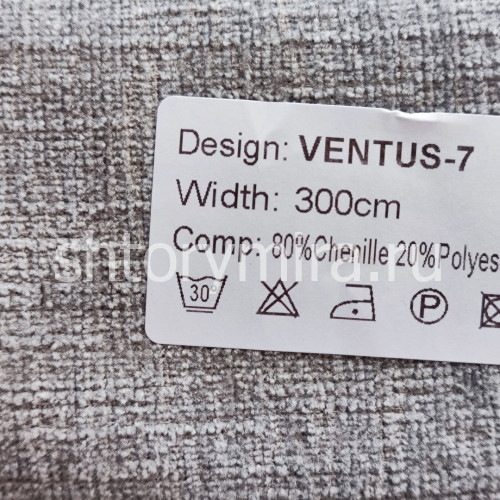 Design: VENTUS-7
Width: 300cm
Comp: 80%Chenille 20%Polyes
shtorymira.ru
30°
P